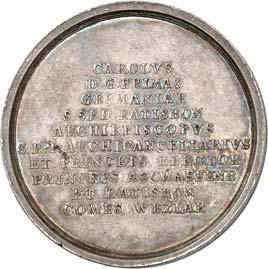 CAROLVS
D G PRIMAS
GERMANIAE
S. SED RATISBON
ARCHIEPISCOPVS
S. R. I. ARCHICANCELLARIVS
ET PRINCEPS ELECTOR
PRINCEPS ASCHAFFENB
ET RATISBON
COMES WEZLAR